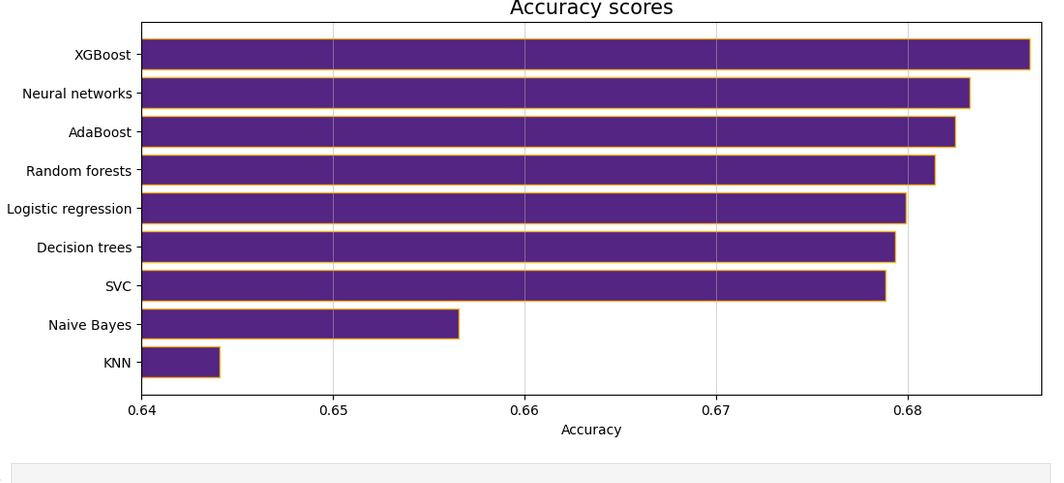 Accuracy scores
XGBoost
Neural networks
AdaBoost
Random forests
Logistic regression
Decision trees
SVC
Naive Bayes
KNN
0.64 0.65 0.66 0.67 0.68
Accuracy